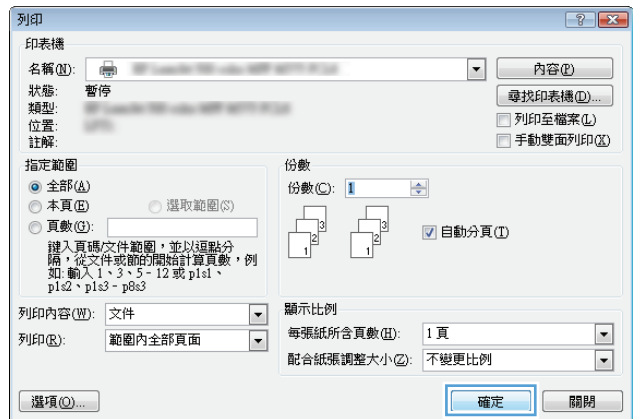 列印
印表機
名稱(N):
內容(P)
狀態: 暫停
尋找印表機(D)...
類型:
位置:
列印至檔案(L)
註解:
手動雙面列印(X)
指定範圍
全部(A)
本頁(E) 選取範圍(S)
頁數(G):
鍵入頁碼/文件範圍,並以逗點分
隔,從文件或節的開始計算頁數,例
如: 輸入 1、3、5 - 12 或 p1s1、
p1s2、p1s3 - p8s3
份數
份數(C): 1
1 2 3 1 2 3
自動分頁(T)
列印內容(W): 文件
列印(R): 範圍內全部頁面
顯示比例
每張紙所含頁數(H): 1 頁
配合紙張調整大小(Z): 不變更比例
選項(O)...
確定
關閉